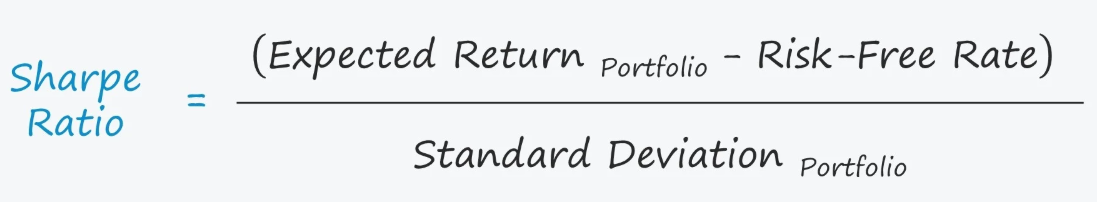 Sharpe
Ratio
=
(Expected Return Portfolio - Risk-Free Rate)
Standard Deviation Portfolio